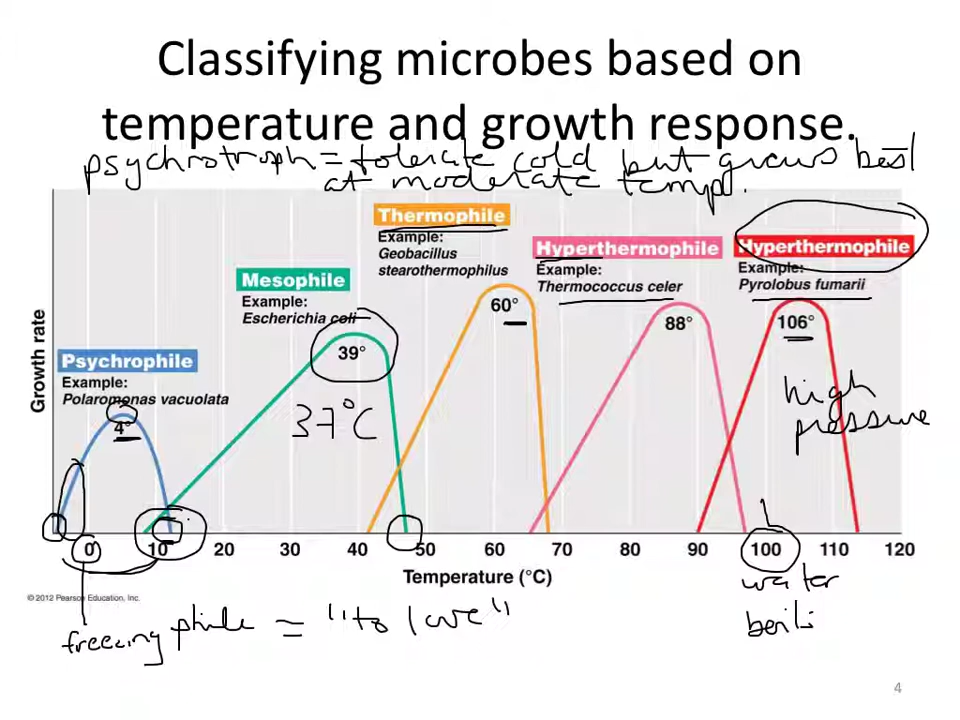 Classifying microbes based on
temperature and growth response.
psychrotroph = tolerate cold but grows best
at moderate temp.
Thermophile
Example:
Geobacillus
stearothermophilus
Hyperthermophile
Example:
Thermococcus celer
Hyperthermophile
Example:
Pyrolobus fumarii
Mesophile
Example:
Escherichia coli
Psychrophile
Example:
Polaromonas vacuolata
Growth rate
4°
39°
60°
88°
106°
37°C
high
pressure
0 10 20 30 40 50 60 70 80 90 100 110 120
Temperature (°C)
© 2012 Pearson Education, Inc.
freezing phile = "to love"
water
boili
4